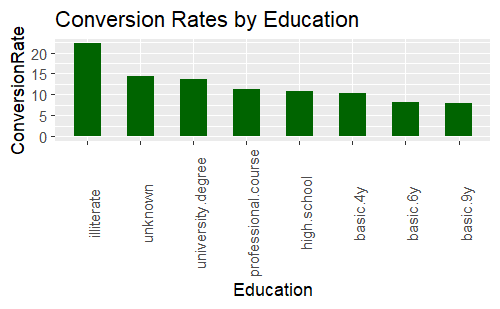 Conversion Rates by Education
ConversionRate
20
15
10
5
0
illiterate
unknown
university.degree
professional.course
high.school
basic.4y
basic.6y
basic.9y
Education